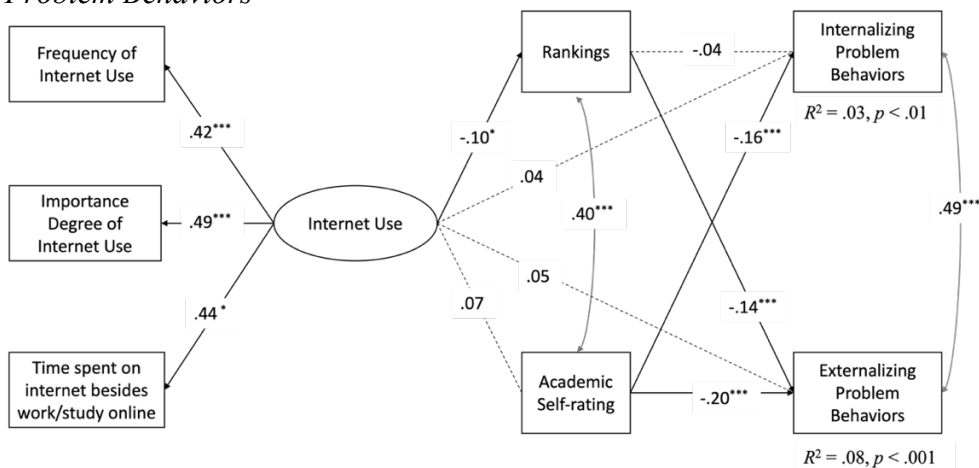 Problem Behaviors
Frequency of
Internet Use
Rankings
-.04
Internalizing
Problem
Behaviors
R² = .03, p < .01
.42***
-.10*
-.16***
.04
Importance
Degree of
Internet Use
.49***
Internet Use
.40***
.49***
.05
.07
-.14***
.44*
Time spent on
internet besides
work/study online
Academic
Self-rating
-.20***
Externalizing
Problem
Behaviors
R² = .08, p < .001